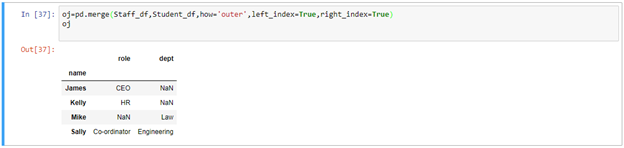 In [37]: oj=pd.merge(Staff_df,Student_df,how='outer',left_index=True,right_index=True)
oj
Out[37]:
role dept
name
James CEO NaN
Kelly HR NaN
Mike NaN Law
Sally Co-ordinator Engineering